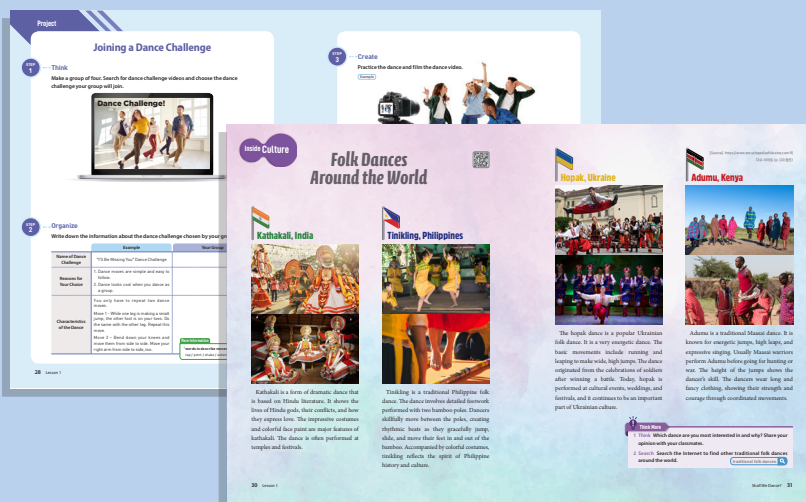 Project
Joining a Dance Challenge
STEP
1
Think
Make a group of four. Search for dance challenge videos and choose the dance
challenge your group will join.
Dance Challenge!
STEP
2
Organize
Write down the information about the dance challenge chosen by your
Example
Your Group
Name of Dance
Challenge
"I'll Be Missing You" Dance Challenge
Reasons for
Your Choice
1. Dance moves are simple and easy to
follow.
2. Dance looks cool when you dance as
a group.
Characteristics
of the Dance
You only have to repeat two dance
moves.
Move 1 - While one leg is making a small
jump, the other foot is on your toes. Do
the same with the other leg. Repeat this
move.
Move 2 - Bend down your knees and
move them from side to side. Move your
right arm from side to side, too.
28 Lesson 1
STEP
3
Create
Practice the dance and film the dance video.
Example
Inside Culture
Folk Dances
Around the World
Kathakali, India
Kathakali is a form of dramatic dance that
is based on Hindu literature. It shows the
lives of Hindu gods, their conflicts, and how
they express love. The impressive costumes
and colorful face paint are major features of
kathakali. The dance is often performed at
temples and festivals.
Tinikling, Philippines
Tinikling is a traditional Philippine folk
dance. The dance involves detailed footwork
performed with two bamboo poles. Dancers
skillfully move between the poles, creating
rhythmic beats as they gracefully jump,
slide, and move their feet in and out of the
bamboo. Accompanied by colorful costumes,
tinikling reflects the spirit of Philippine
history and culture.
30 Lesson 1
Hopak, Ukraine
The hopak dance is a popular Ukrainian
folk dance. It is a very energetic dance. The
basic movements include running and
leaping to make wide, high jumps. The dance
originated from the celebrations of soldiers
after winning a battle. Today, hopak is
performed at cultural events, weddings, and
festivals, and it continues to be an important
part of Ukrainian culture.
Adumu, Kenya
Adumu is a traditional Maasai dance. It is
known for energetic jumps, high leaps, and
expressive singing. Usually Maasai warriors
perform Adumu before going for hunting or
war. The height of the jumps shows the
dancer's skill. The dancers wear long and
fancy clothing, showing their strength and
courage through coordinated movements.
Think More
1 Think Which dance are you most interested in and why? Share your
opinion with your classmates.
2 Search Search the Internet to find other traditional folk dances
around the world.
traditional folk dances
Shall We Dance? 31